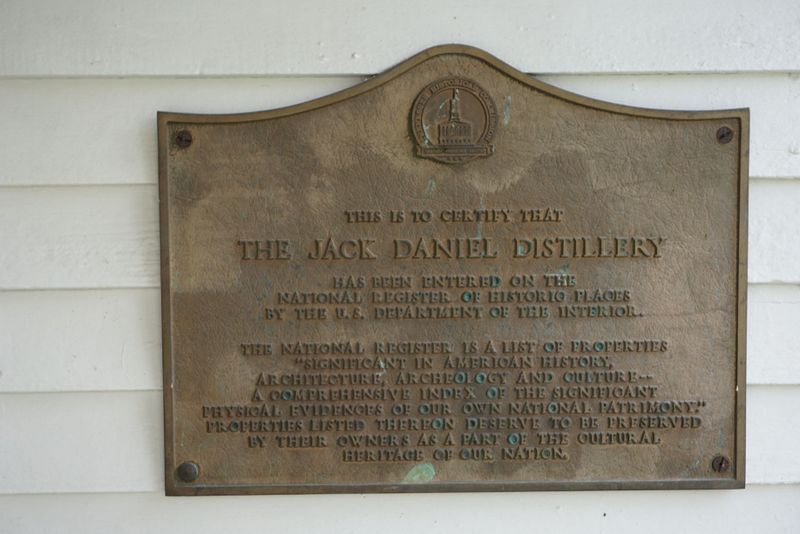 HISTORICAL
THIS IS TO CERTIFY THAT
THE JACK DANIEL DISTILLERY
HAS BEEN ENTERED ON THE
NATIONAL REGISTER OF HISTORIC PLACES
BY THE U.S. DEPARTMENT OF THE INTERIOR.
THE NATIONAL REGISTER IS A LIST OF PROPERTIES
"SIGNIFICANT IN AMERICAN HISTORY,
ARCHITECTURE, ARCHEOLOGY AND CULTURE--
A COMPREHENSIVE INDEX OF THE SIGNIFICANT
PHYSICAL EVIDENCES OF OUR OWN NATIONAL PATRIMONY."
PROPERTIES LISTED THEREON DESERVE TO BE PRESERVED
BY THEIR OWNERS AS A PART OF THE CULTURAL
HERITAGE OF OUR NATION.